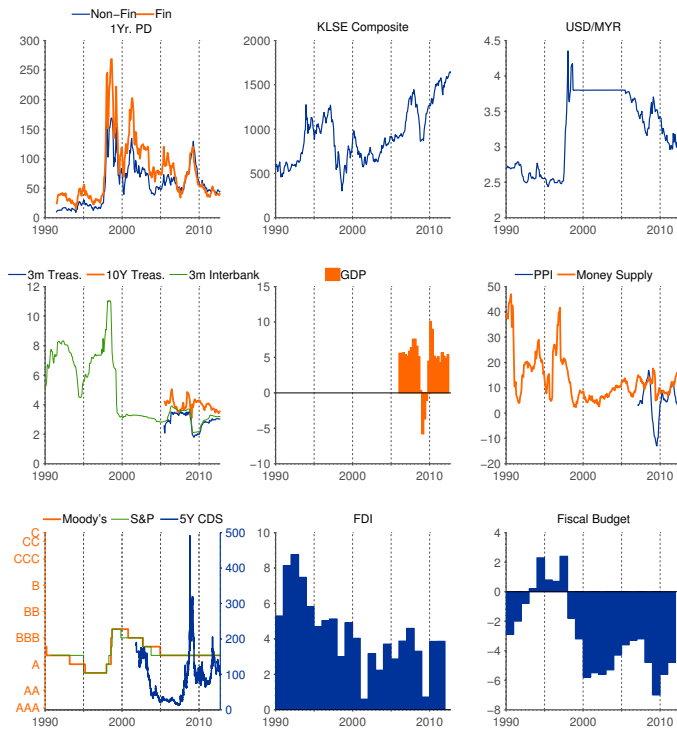 Non-Fin Fin
1Yr. PD
KLSE Composite
USD/MYR
300
250
200
150
100
50
0
1990 2000 2010
2000
1500
1000
500
0
1990 2000 2010
4.5
4
3.5
3
2.5
2
1990 2000 2010
3m Treas. 10Y Treas. 3m Interbank
GDP
PPI Money Supply
12
10
8
6
4
2
0
1990 2000 2010
15
10
5
0
−5
−10
1990 2000 2010
50
40
30
20
10
0
−10
−20
1990 2000 2010
Moody's S&P 5Y CDS
FDI
Fiscal Budget
C
CC
CCC
B
BB
BBB
A
AA
AAA
500
400
300
200
100
0
1990 2000 2010
10
8
6
4
2
0
1990 2000 2010
4
2
0
−2
−4
−6
−8
1990 2000 2010